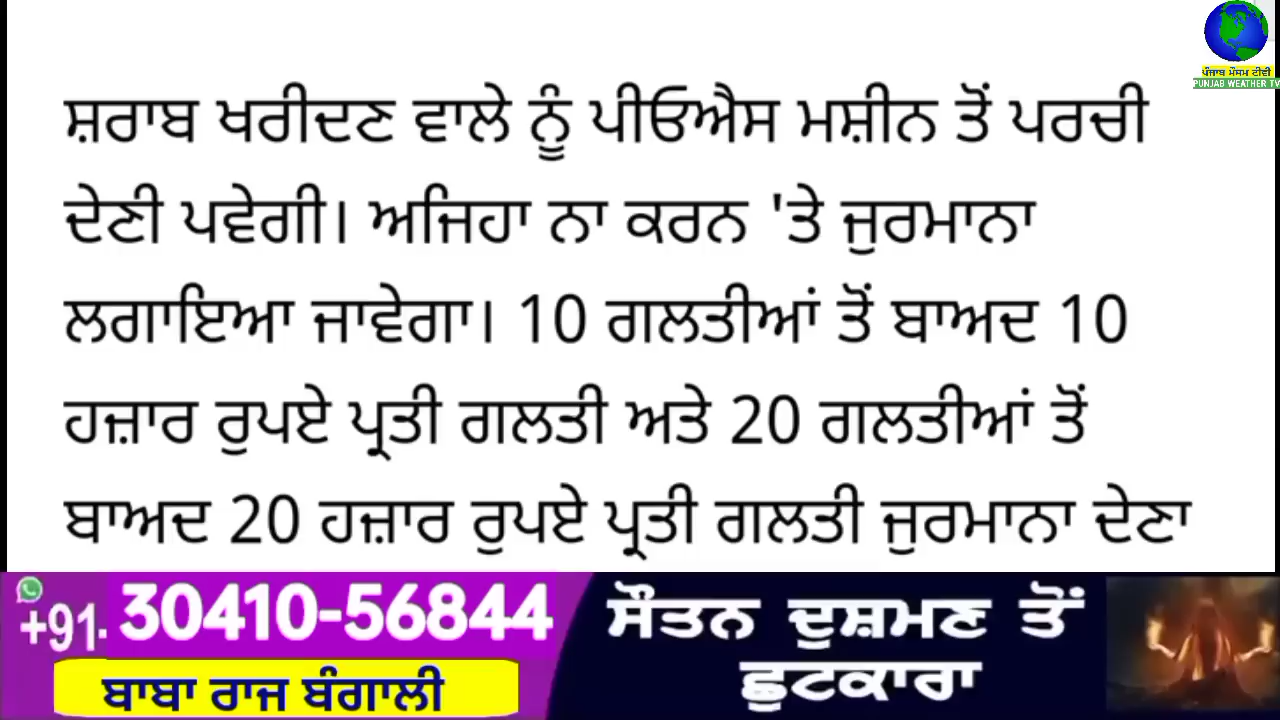 ਪੰਜਾਬ ਮੌਸਮ ਟੀਵੀ
PUNJAB WEATHER TV
ਸ਼ਰਾਬ ਖਰੀਦਣ ਵਾਲੇ ਨੂੰ ਪੀਓਐਸ ਮਸ਼ੀਨ ਤੋਂ ਪਰਚੀ
ਦੇਣੀ ਪਵੇਗੀ। ਅਜਿਹਾ ਨਾ ਕਰਨ 'ਤੇ ਜੁਰਮਾਨਾ
ਲਗਾਇਆ ਜਾਵੇਗਾ। 10 ਗਲਤੀਆਂ ਤੋਂ ਬਾਅਦ 10
ਹਜ਼ਾਰ ਰੁਪਏ ਪ੍ਰਤੀ ਗਲਤੀ ਅਤੇ 20 ਗਲਤੀਆਂ ਤੋਂ
ਬਾਅਦ 20 ਹਜ਼ਾਰ ਰੁਪਏ ਪ੍ਰਤੀ ਗਲਤੀ ਜੁਰਮਾਨਾ ਦੇਣਾ
+91- 30410-56844
ਬਾਬਾ ਰਾਜ ਬੰਗਾਲੀ
ਸੌਤਨ ਦੁਸ਼ਮਣ ਤੋਂ
ਛੁਟਕਾਰਾ